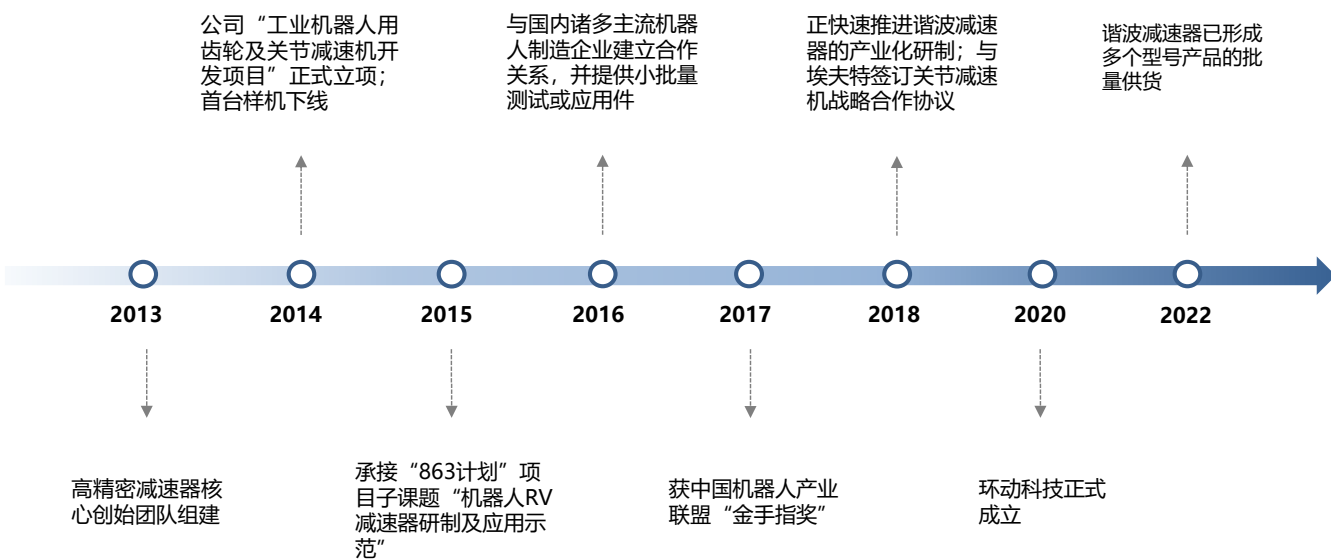 公司“工业机器人用
齿轮及关节减速机开
发项目”正式立项;
首台样机下线
与国内诸多主流机器
人制造企业建立合作
关系，并提供小批量
测试或应用件
正快速推进谐波减速
器的产业化研制；与
埃夫特签订关节减速
机战略合作协议
谐波减速器已形成
多个型号产品的批
量供货
2013
2014
2015
2016
2017
2018
2020
2022
高精密减速器核
心创始团队组建
承接“863计划”项
目子课题“机器人RV
减速器研制及应用示
范”
获中国机器人产业
联盟“金手指奖”
环动科技正式
成立